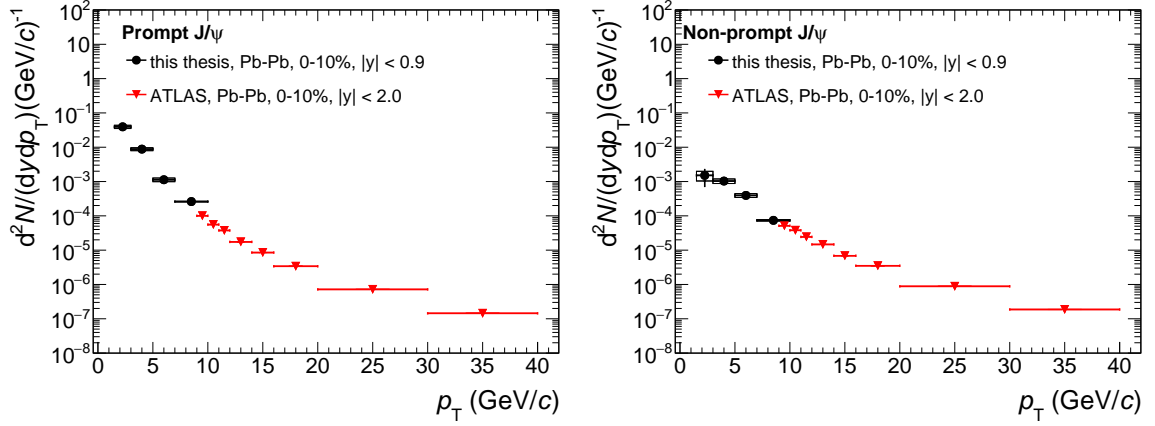 Prompt J/ψ
this thesis, Pb-Pb, 0-10%, |y| < 0.9
ATLAS, Pb-Pb, 0-10%, |y| < 2.0
d²N/(dydp_T)(GeV/c)⁻¹
10²
10
1
10⁻¹
10⁻²
10⁻³
10⁻⁴
10⁻⁵
10⁻⁶
10⁻⁷
10⁻⁸
0 5 10 15 20 25 30 35 40
p_T (GeV/c)
Non-prompt J/ψ
this thesis, Pb-Pb, 0-10%, |y| < 0.9
ATLAS, Pb-Pb, 0-10%, |y| < 2.0
d²N/(dydp_T)(GeV/c)⁻¹
10²
10
1
10⁻¹
10⁻²
10⁻³
10⁻⁴
10⁻⁵
10⁻⁶
10⁻⁷
10⁻⁸
0 5 10 15 20 25 30 35 40
p_T (GeV/c)